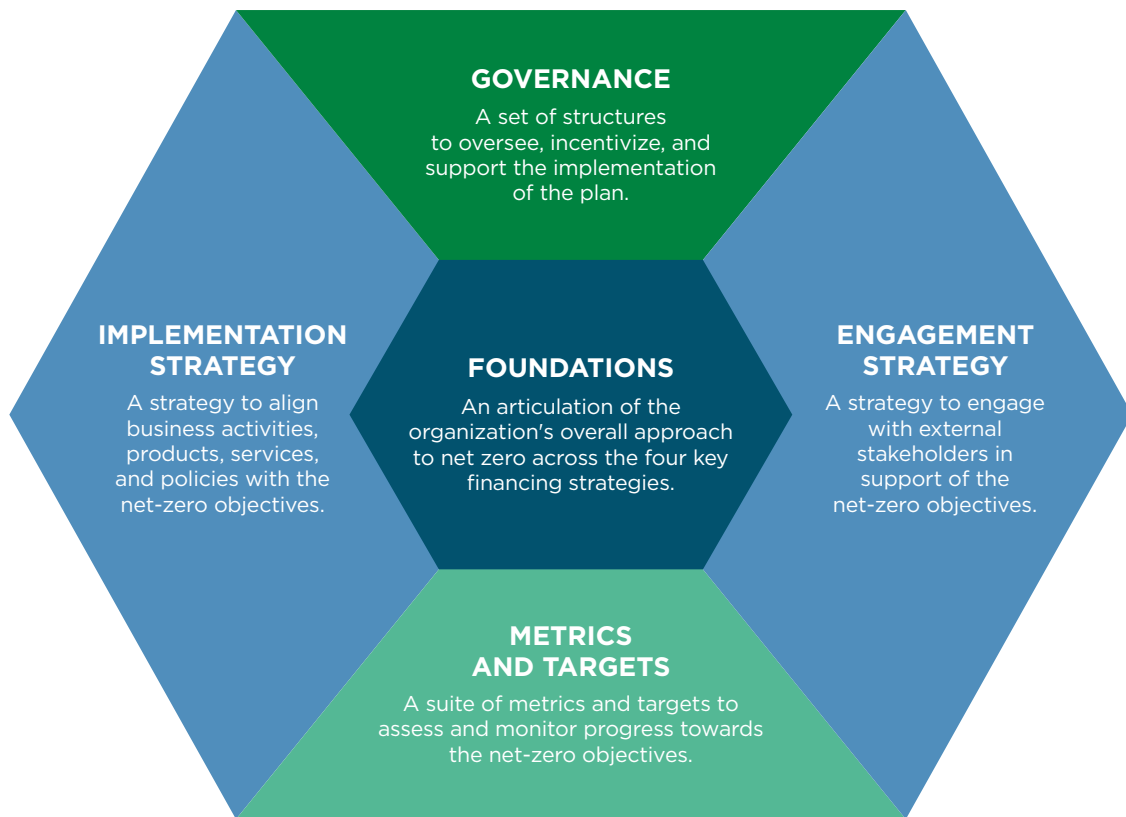 GOVERNANCE
A set of structures
to oversee, incentivize, and
support the implementation
of the plan.
IMPLEMENTATION
STRATEGY
A strategy to align
business activities,
products, services,
and policies with the
net-zero objectives.
FOUNDATIONS
An articulation of the
organization's overall approach
to net zero across the four key
financing strategies.
ENGAGEMENT
STRATEGY
A strategy to engage
with external
stakeholders in
support of the
net-zero objectives.
METRICS
AND TARGETS
A suite of metrics and targets to
assess and monitor progress towards
the net-zero objectives.